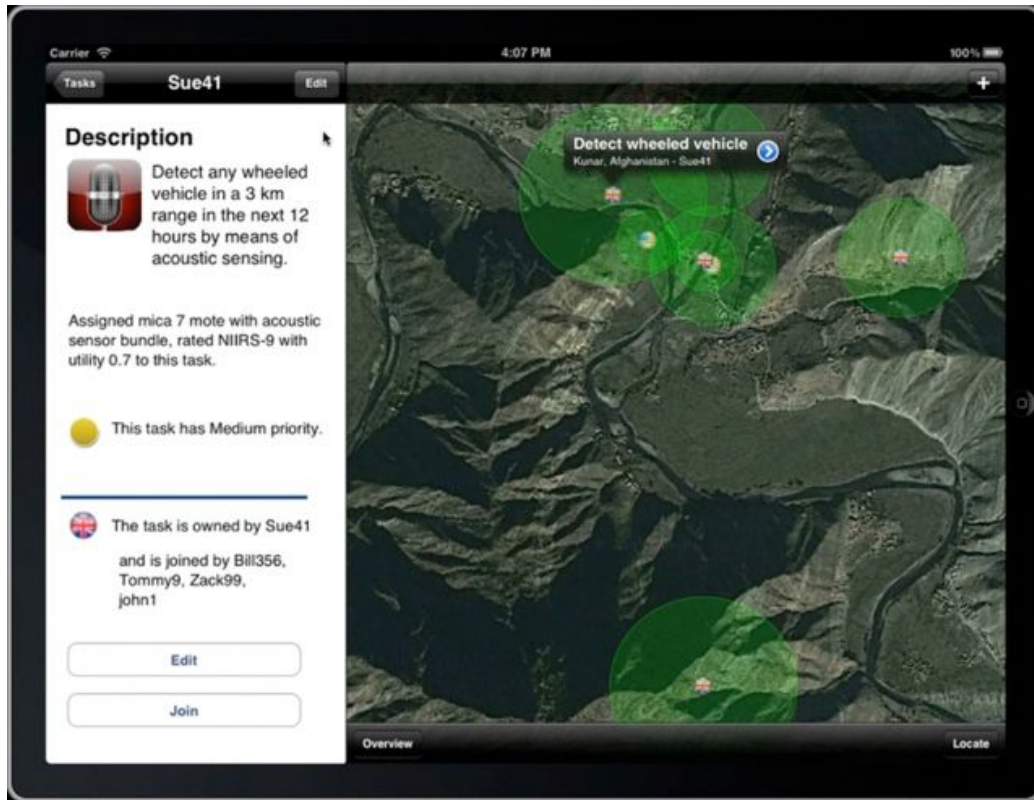 Carrier
4:07 PM
100%
Tasks
Sue41
Edit
+
Description
Detect any wheeled
vehicle in a 3 km
range in the next 12
hours by means of
acoustic sensing.
Assigned mica 7 mote with acoustic
sensor bundle, rated NIIRS-9 with
utility 0.7 to this task.
This task has Medium priority.
The task is owned by Sue41
and is joined by Bill356,
Tommy9, Zack99,
john1
Edit
Join
Detect wheeled vehicle
Kunar, Afghanistan - Sue41
Overview
Locate